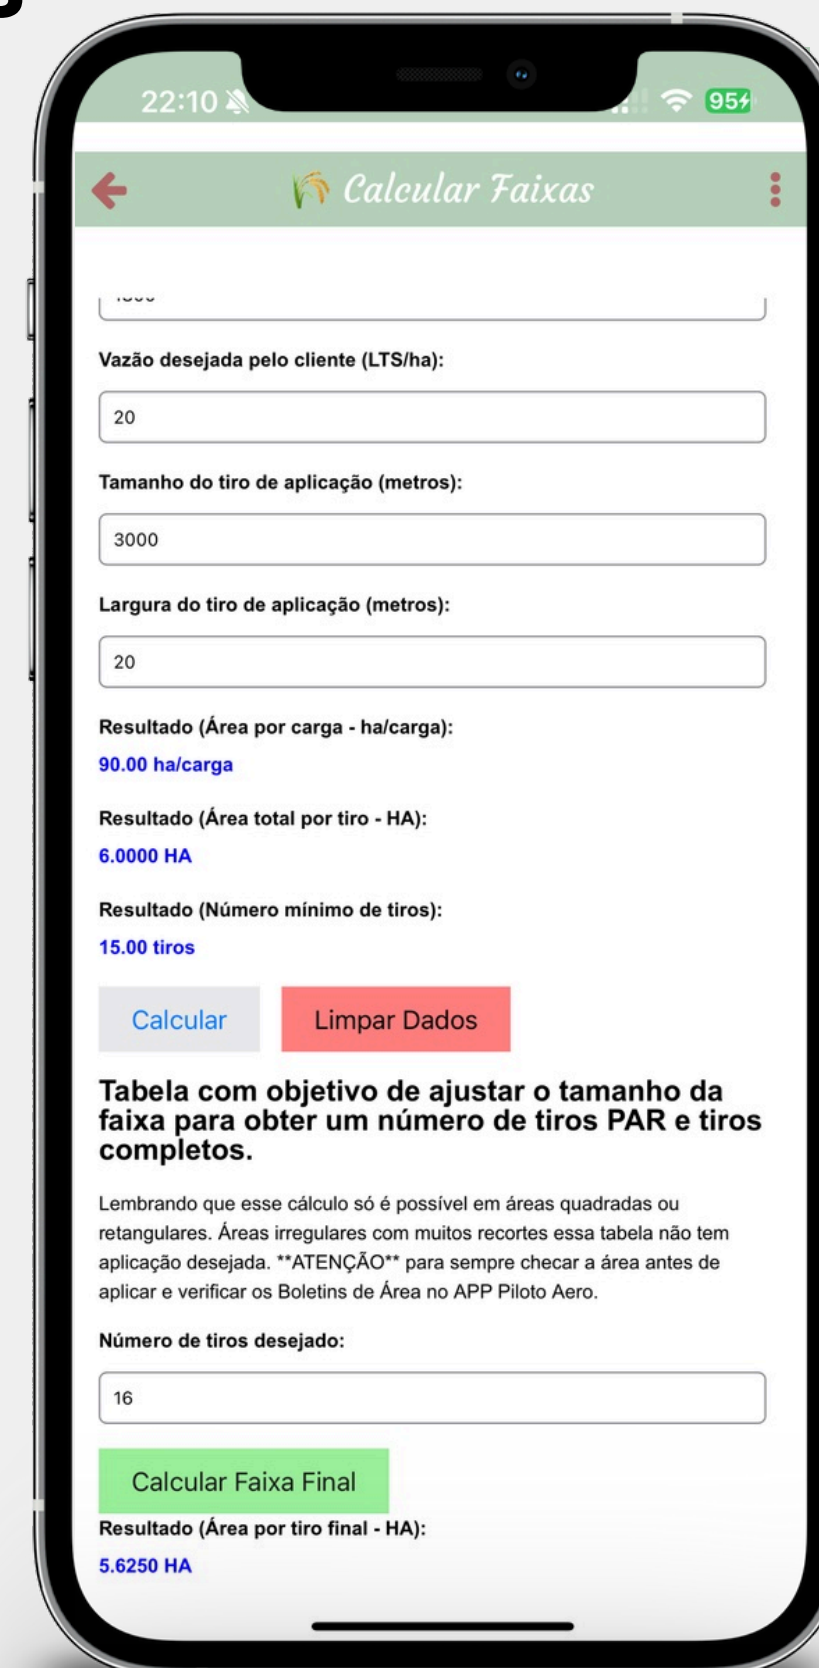 22:10
95
Calcular Faixas
Vazão desejada pelo cliente (LTS/ha):
20
Tamanho do tiro de aplicação (metros):
3000
Largura do tiro de aplicação (metros):
20
Resultado (Área por carga - ha/carga):
90.00 ha/carga
Resultado (Área total por tiro - HA):
6.0000 HA
Resultado (Número mínimo de tiros):
15.00 tiros
Calcular Limpar Dados
Tabela com objetivo de ajustar o tamanho da
faixa para obter um número de tiros PAR e tiros
completos.
Lembrando que esse cálculo só é possível em áreas quadradas ou
retangulares. Áreas irregulares com muitos recortes essa tabela não tem
aplicação desejada. **ATENÇÃO** para sempre checar a área antes de
aplicar e verificar os Boletins de Área no APP Piloto Aero.
Número de tiros desejado:
16
Calcular Faixa Final
Resultado (Área por tiro final - HA):
5.6250 HA